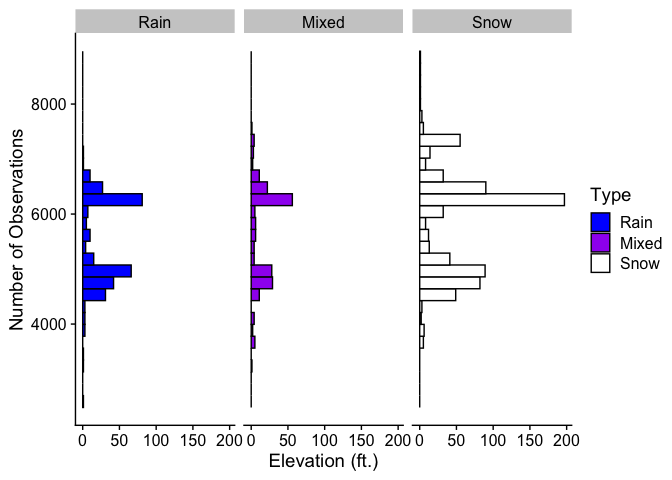 Rain Mixed Snow
Number of Observations
8000
6000
4000
0 50 100 150 200 0 50 100 150 200 0 50 100 150 200
Elevation (ft.)
Type
Rain
Mixed
Snow